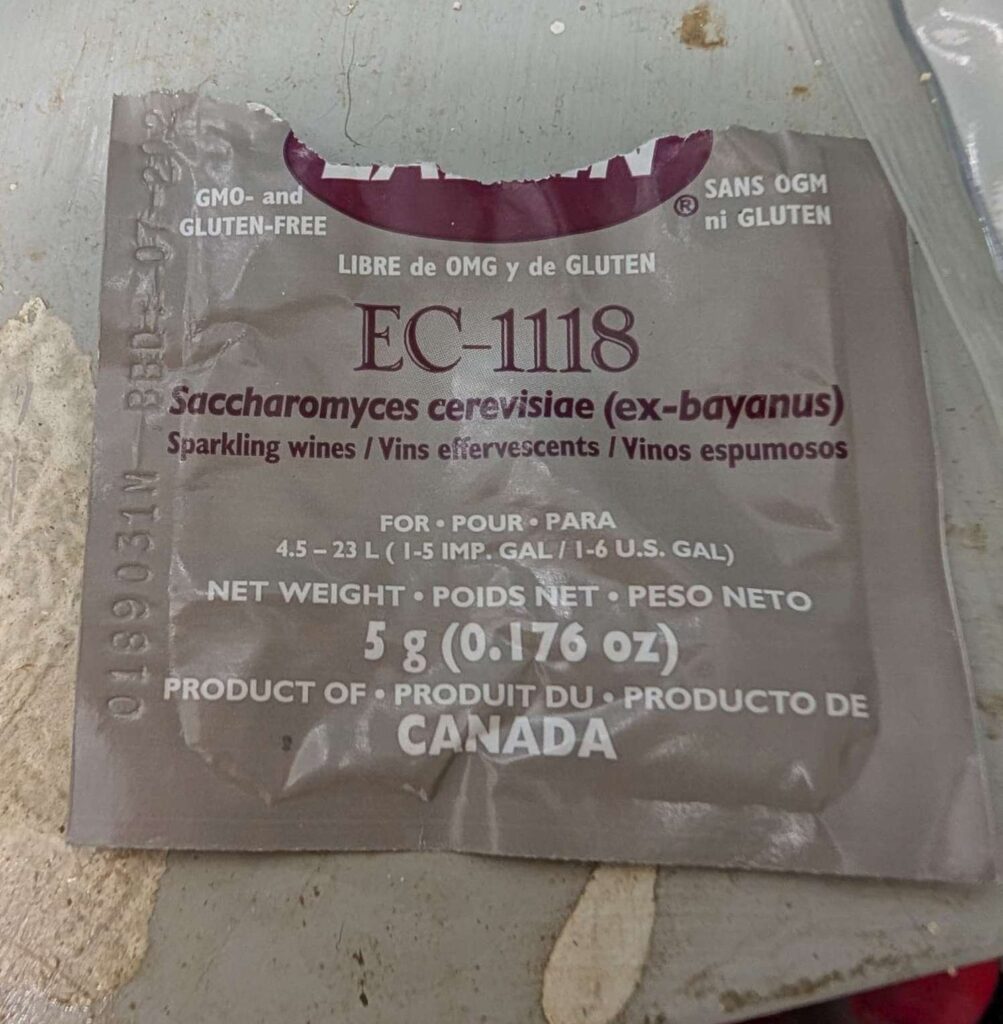 GMO- and
GLUTEN-FREE
SANS OGM
ni GLUTEN
®
LIBRE de OMG y de GLUTEN
EC-1118
Saccharomyces cerevisiae (ex-bayanus)
Sparkling wines / Vins effervescents / Vinos espumosos
FOR • POUR • PARA
4.5 – 23 L ( 1-5 IMP. GAL / 1-6 U.S. GAL)
NET WEIGHT • POIDS NET • PESO NETO
5 g (0.176 oz)
PRODUCT OF • PRODUIT DU • PRODUCTO DE
CANADA
0189031M